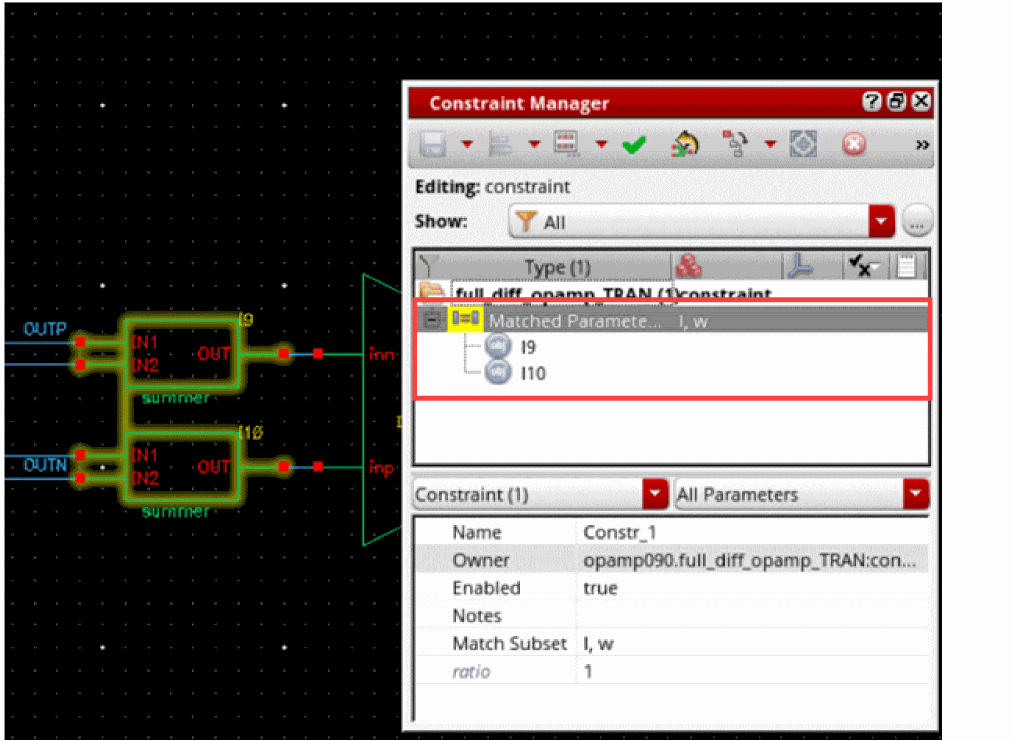 Constraint Manager
Editing: constraint
Show: All
...
Type (1)
full_diff_opamp_TRAN (1)constraint
Matched Paramete... l, w
I9
I10
OUTP
IN1
IN2
OUT
I9
summer
inn
OUTN
IN1
IN2
OUT
I10
summer
inp
Constraint (1)
All Parameters
Name Constr_1
Owner opamp090.full_diff_opamp_TRAN:con...
Enabled true
Notes
Match Subset l, w
ratio 1